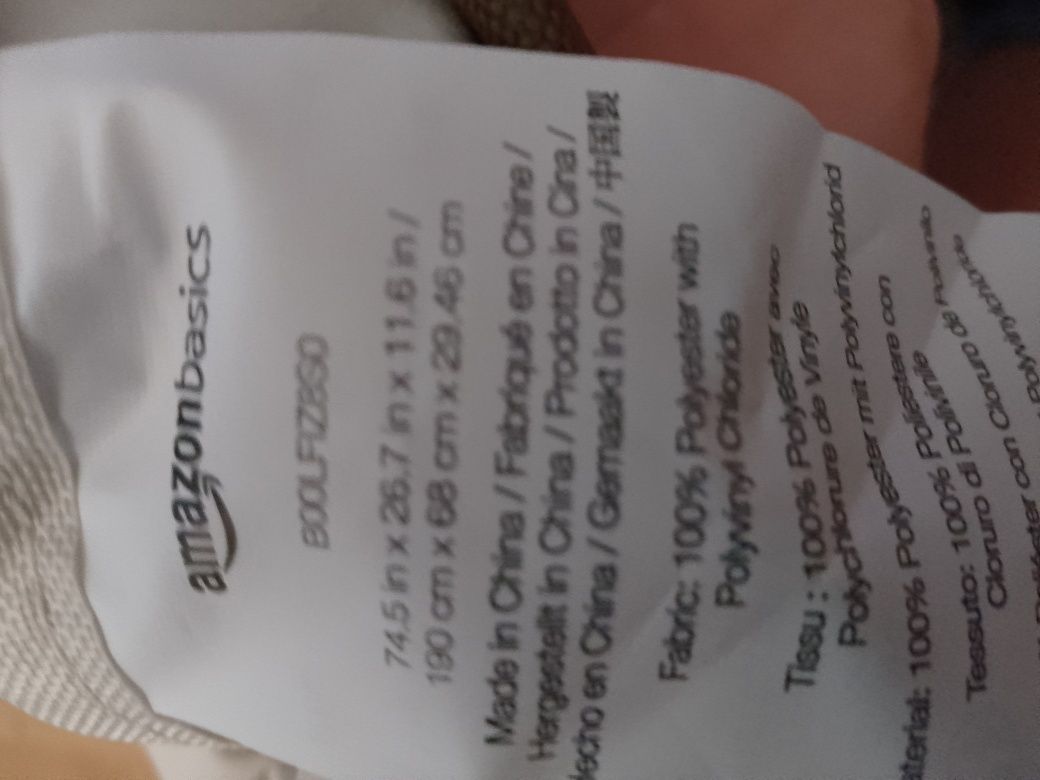 amazonbasics
B00LFIZ8S0
74.5 in x 26.7 in x 11.6 in /
190 cm x 68 cm x 29.46 cm
Made in China / Fabriqué en Chine /
Hergestellt in China / Prodotto in Cina /
Hecho en China / Gemaakt in China / 中国製
Fabric: 100% Polyester with
Polyvinyl Chloride
Tissu : 100% Polyester avec
Polychlorure de Vinyle
Material: 100% Polyester mit Polyvinylchlorid
Tessuto: 100% Poliestere con
Cloruro di Polivinile
con Cloruro de